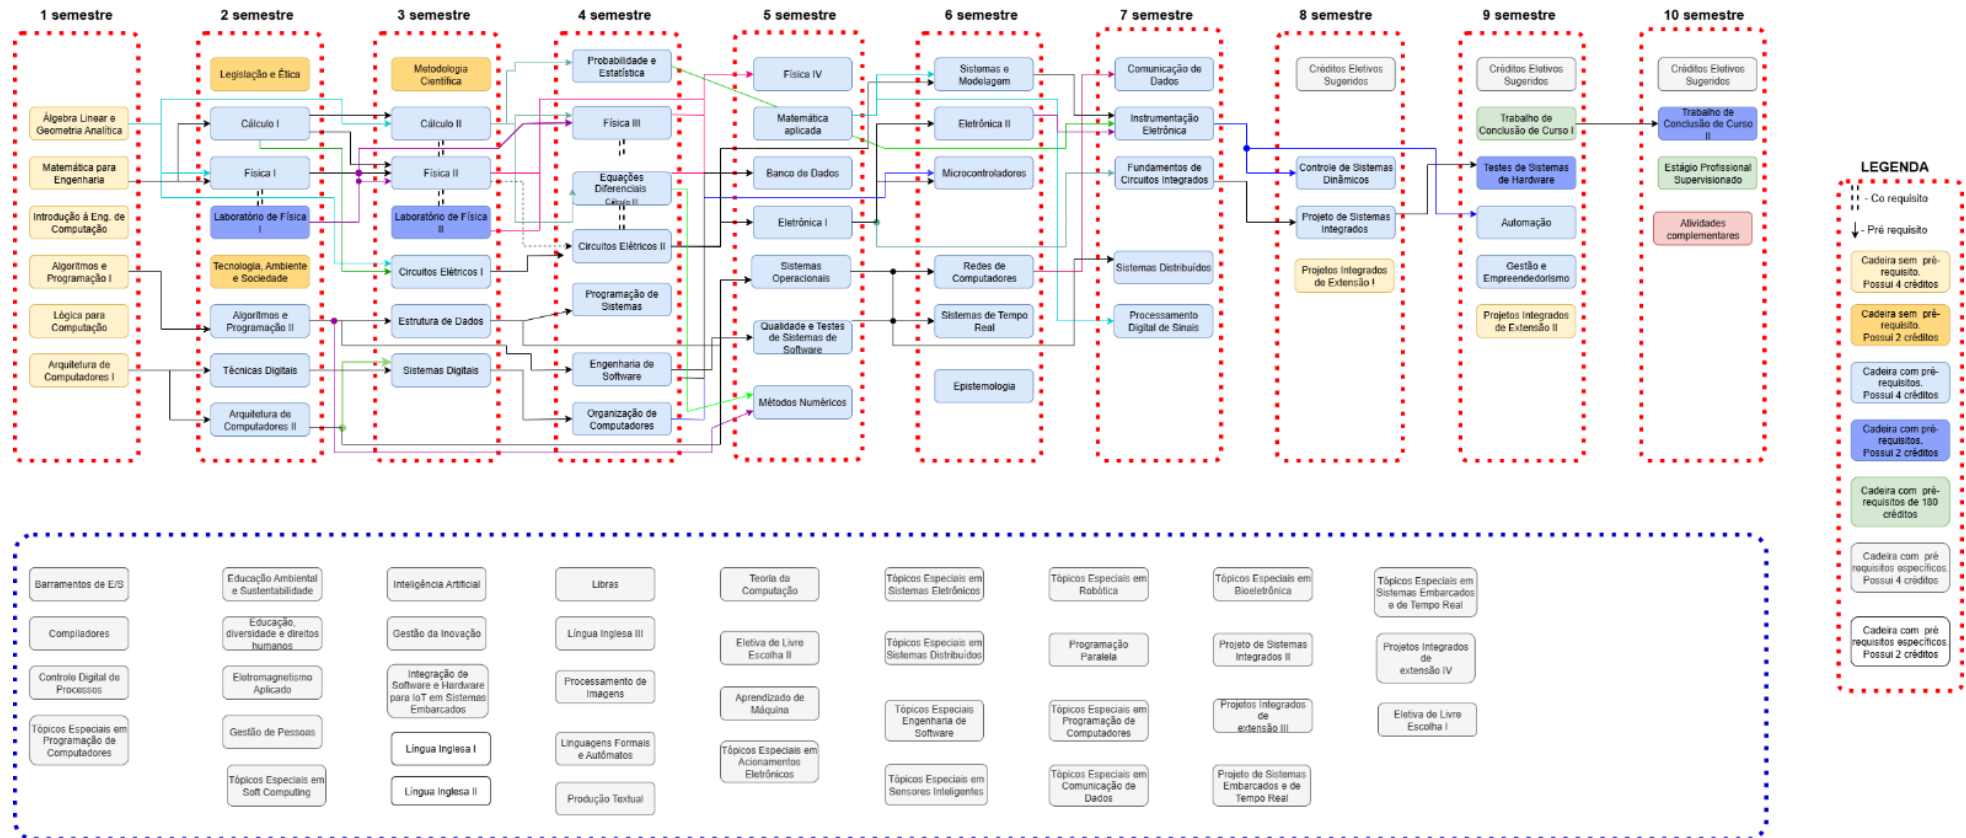 1 semestre
2 semestre
3 semestre
4 semestre
5 semestre
6 semestre
7 semestre
8 semestre
9 semestre
10 semestre
Álgebra Linear e
Geometria Analítica
Matemática para
Engenharia
Introdução à Eng. de
Computação
Algoritmos e
Programação I
Lógica para
Computação
Arquitetura de
Computadores I
Legislação e Ética
Cálculo I
Física I
Laboratório de Física
I
Tecnologia, Ambiente
e Sociedade
Algoritmos e
Programação II
Técnicas Digitais
Arquitetura de
Computadores II
Metodologia
Científica
Cálculo II
Física II
Laboratório de Física
II
Circuitos Elétricos I
Estrutura de Dados
Sistemas Digitais
Probabilidade e
Estatística
Física III
Equações
Diferenciais
Cálculo III
Circuitos Elétricos II
Programação de
Sistemas
Engenharia de
Software
Organização de
Computadores
Física IV
Matemática
aplicada
Banco de Dados
Eletrônica I
Sistemas
Operacionais
Qualidade e Testes
de Sistemas de
Software
Métodos Numéricos
Sistemas e
Modelagem
Eletrônica II
Microcontroladores
Redes de
Computadores
Sistemas de Tempo
Real
Epistemologia
Comunicação de
Dados
Instrumentação
Eletrônica
Fundamentos de
Circuitos Integrados
Sistemas Distribuídos
Processamento
Digital de Sinais
Créditos Eletivos
Sugeridos
Controle de Sistemas
Dinâmicos
Projeto de Sistemas
Integrados
Projetos Integrados
de Extensão I
Créditos Eletivos
Sugeridos
Trabalho de
Conclusão de Curso I
Testes de Sistemas
de Hardware
Automação
Gestão e
Empreendedorismo
Projetos Integrados
de Extensão II
Créditos Eletivos
Sugeridos
Trabalho de
Conclusão de Curso
II
Estágio Profissional
Supervisionado
Atividades
complementares
LEGENDA
- Co requisito
- Pré requisito
Cadeira sem pré-
requisito.
Possui 4 créditos
Cadeira sem pré-
requisito.
Possui 2 créditos
Cadeira com pré-
requisitos.
Possui 4 créditos
Cadeira com pré-
requisitos.
Possui 2 créditos
Cadeira com pré-
requisitos de 180
créditos
Cadeira com pré
requisitos específicos.
Possui 4 créditos
Cadeira com pré
requisitos específicos.
Possui 2 créditos
Barramentos de E/S
Compiladores
Controle Digital de
Processos
Tópicos Especiais em
Programação de
Computadores
Educação Ambiental
e Sustentabilidade
Educação,
diversidade e direitos
humanos
Eletromagnetismo
Aplicado
Gestão de Pessoas
Tópicos Especiais em
Soft Computing
Inteligência Artificial
Gestão da Inovação
Integração de
Software e Hardware
para IoT em Sistemas
Embarcados
Língua Inglesa I
Língua Inglesa II
Libras
Língua Inglesa III
Processamento de
Imagens
Linguagens Formais
e Autômatos
Produção Textual
Teoria da
Computação
Eletiva de Livre
Escolha II
Aprendizado de
Máquina
Tópicos Especiais em
Acionamentos
Eletrônicos
Tópicos Especiais em
Sistemas Eletrônicos
Tópicos Especiais em
Sistemas Distribuídos
Tópicos Especiais
Engenharia de
Software
Tópicos Especiais em
Sensores Inteligentes
Tópicos Especiais em
Robótica
Programação
Paralela
Tópicos Especiais em
Programação de
Computadores
Tópicos Especiais em
Comunicação de
Dados
Tópicos Especiais em
Bioeletrônica
Projeto de Sistemas
Integrados II
Projetos Integrados
de
extensão III
Projeto de Sistemas
Embarcados e de
Tempo Real
Tópicos Especiais em
Sistemas Embarcados
e de Tempo Real
Projetos Integrados
de
extensão IV
Eletiva de Livre
Escolha I